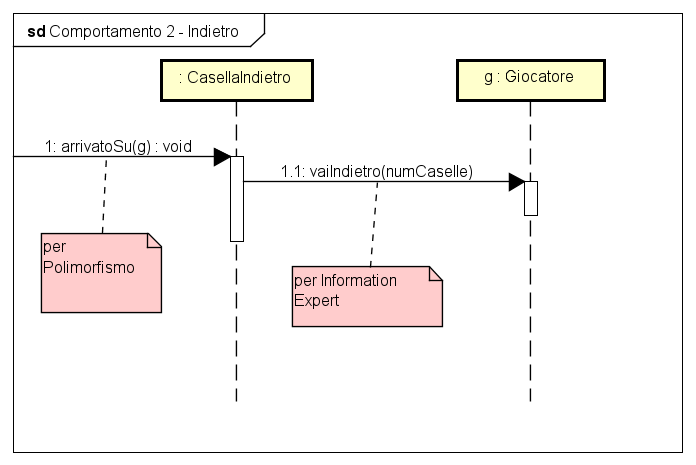 sd Comportamento 2 - Indietro
: CasellaIndietro
g : Giocatore
1: arrivatoSu(g) : void
1.1: vaiIndietro(numCaselle)
per
Polimorfismo
per Information
Expert